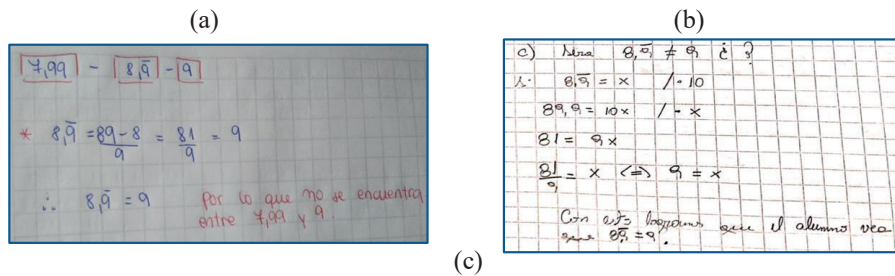 (a)
7,99 - 8,9̄ - 9
* 8,9̄ = 89-8/9 = 81/9 = 9
∴ 8,9̄ = 9
Por lo que no se encuentra
entre 7,99 y 9.
(b)
c) Sera 8,9̄ ≠ 9 ¿ ?
8,9̄ = x / · 10
89,9 = 10x / - x
81 = 9x
81/9 = x <=> 9 = x
Con esto logramos que el alumno vea
que 8,9̄ = 9.
(c)